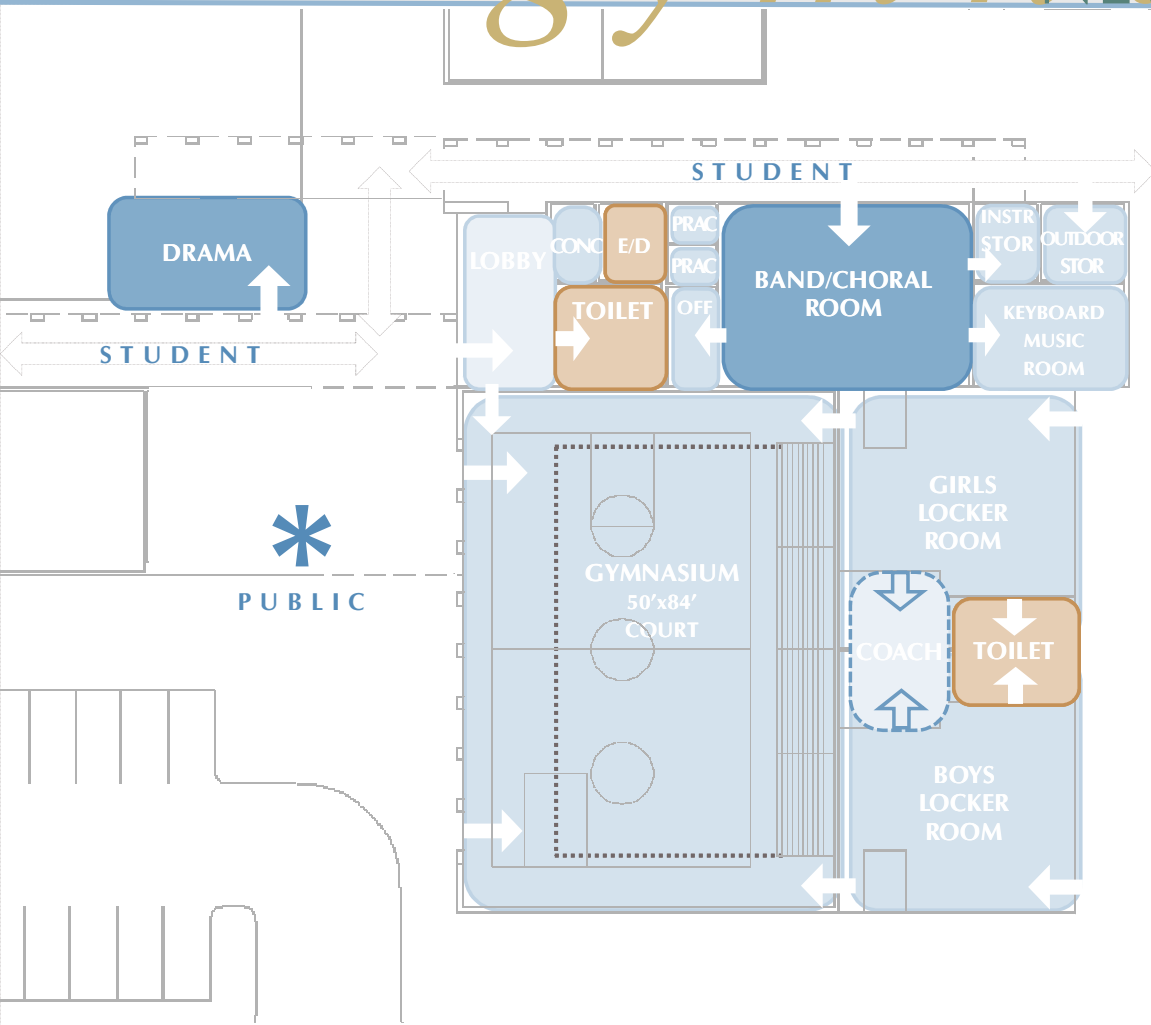 gy
STUDENT
DRAMA
LOBBY
CONC
E/D
PRAC
PRAC
BAND/CHORAL
ROOM
INSTR
STOR
OUTDOOR
STOR
TOILET
OFF
KEYBOARD
MUSIC
ROOM
STUDENT
GIRLS
LOCKER
ROOM
*
PUBLIC
GYMNASIUM
50'x84'
COURT
COACH
TOILET
BOYS
LOCKER
ROOM